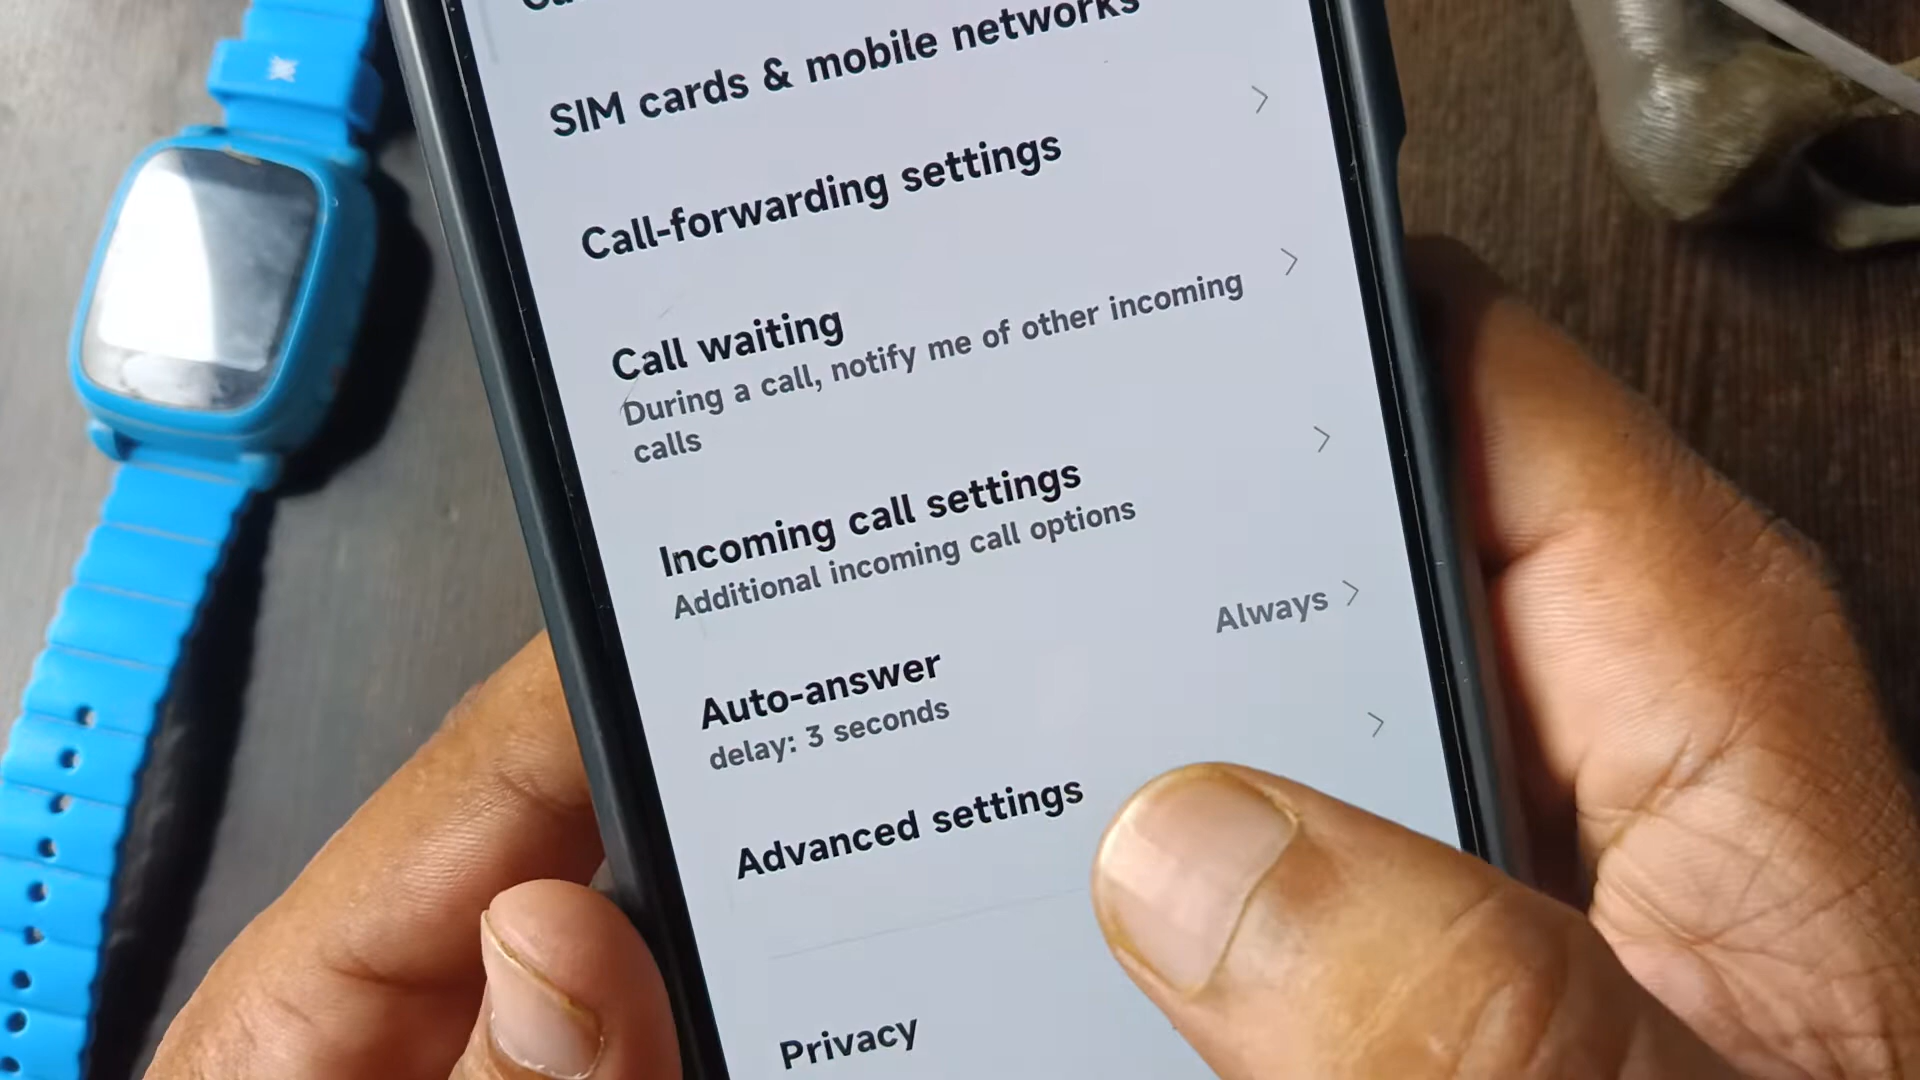 SIM cards & mobile networks
Call-forwarding settings
Call waiting
During a call, notify me of other incoming
calls
Incoming call settings
Additional incoming call options
Always
Auto-answer
delay: 3 seconds
Advanced settings
Privacy